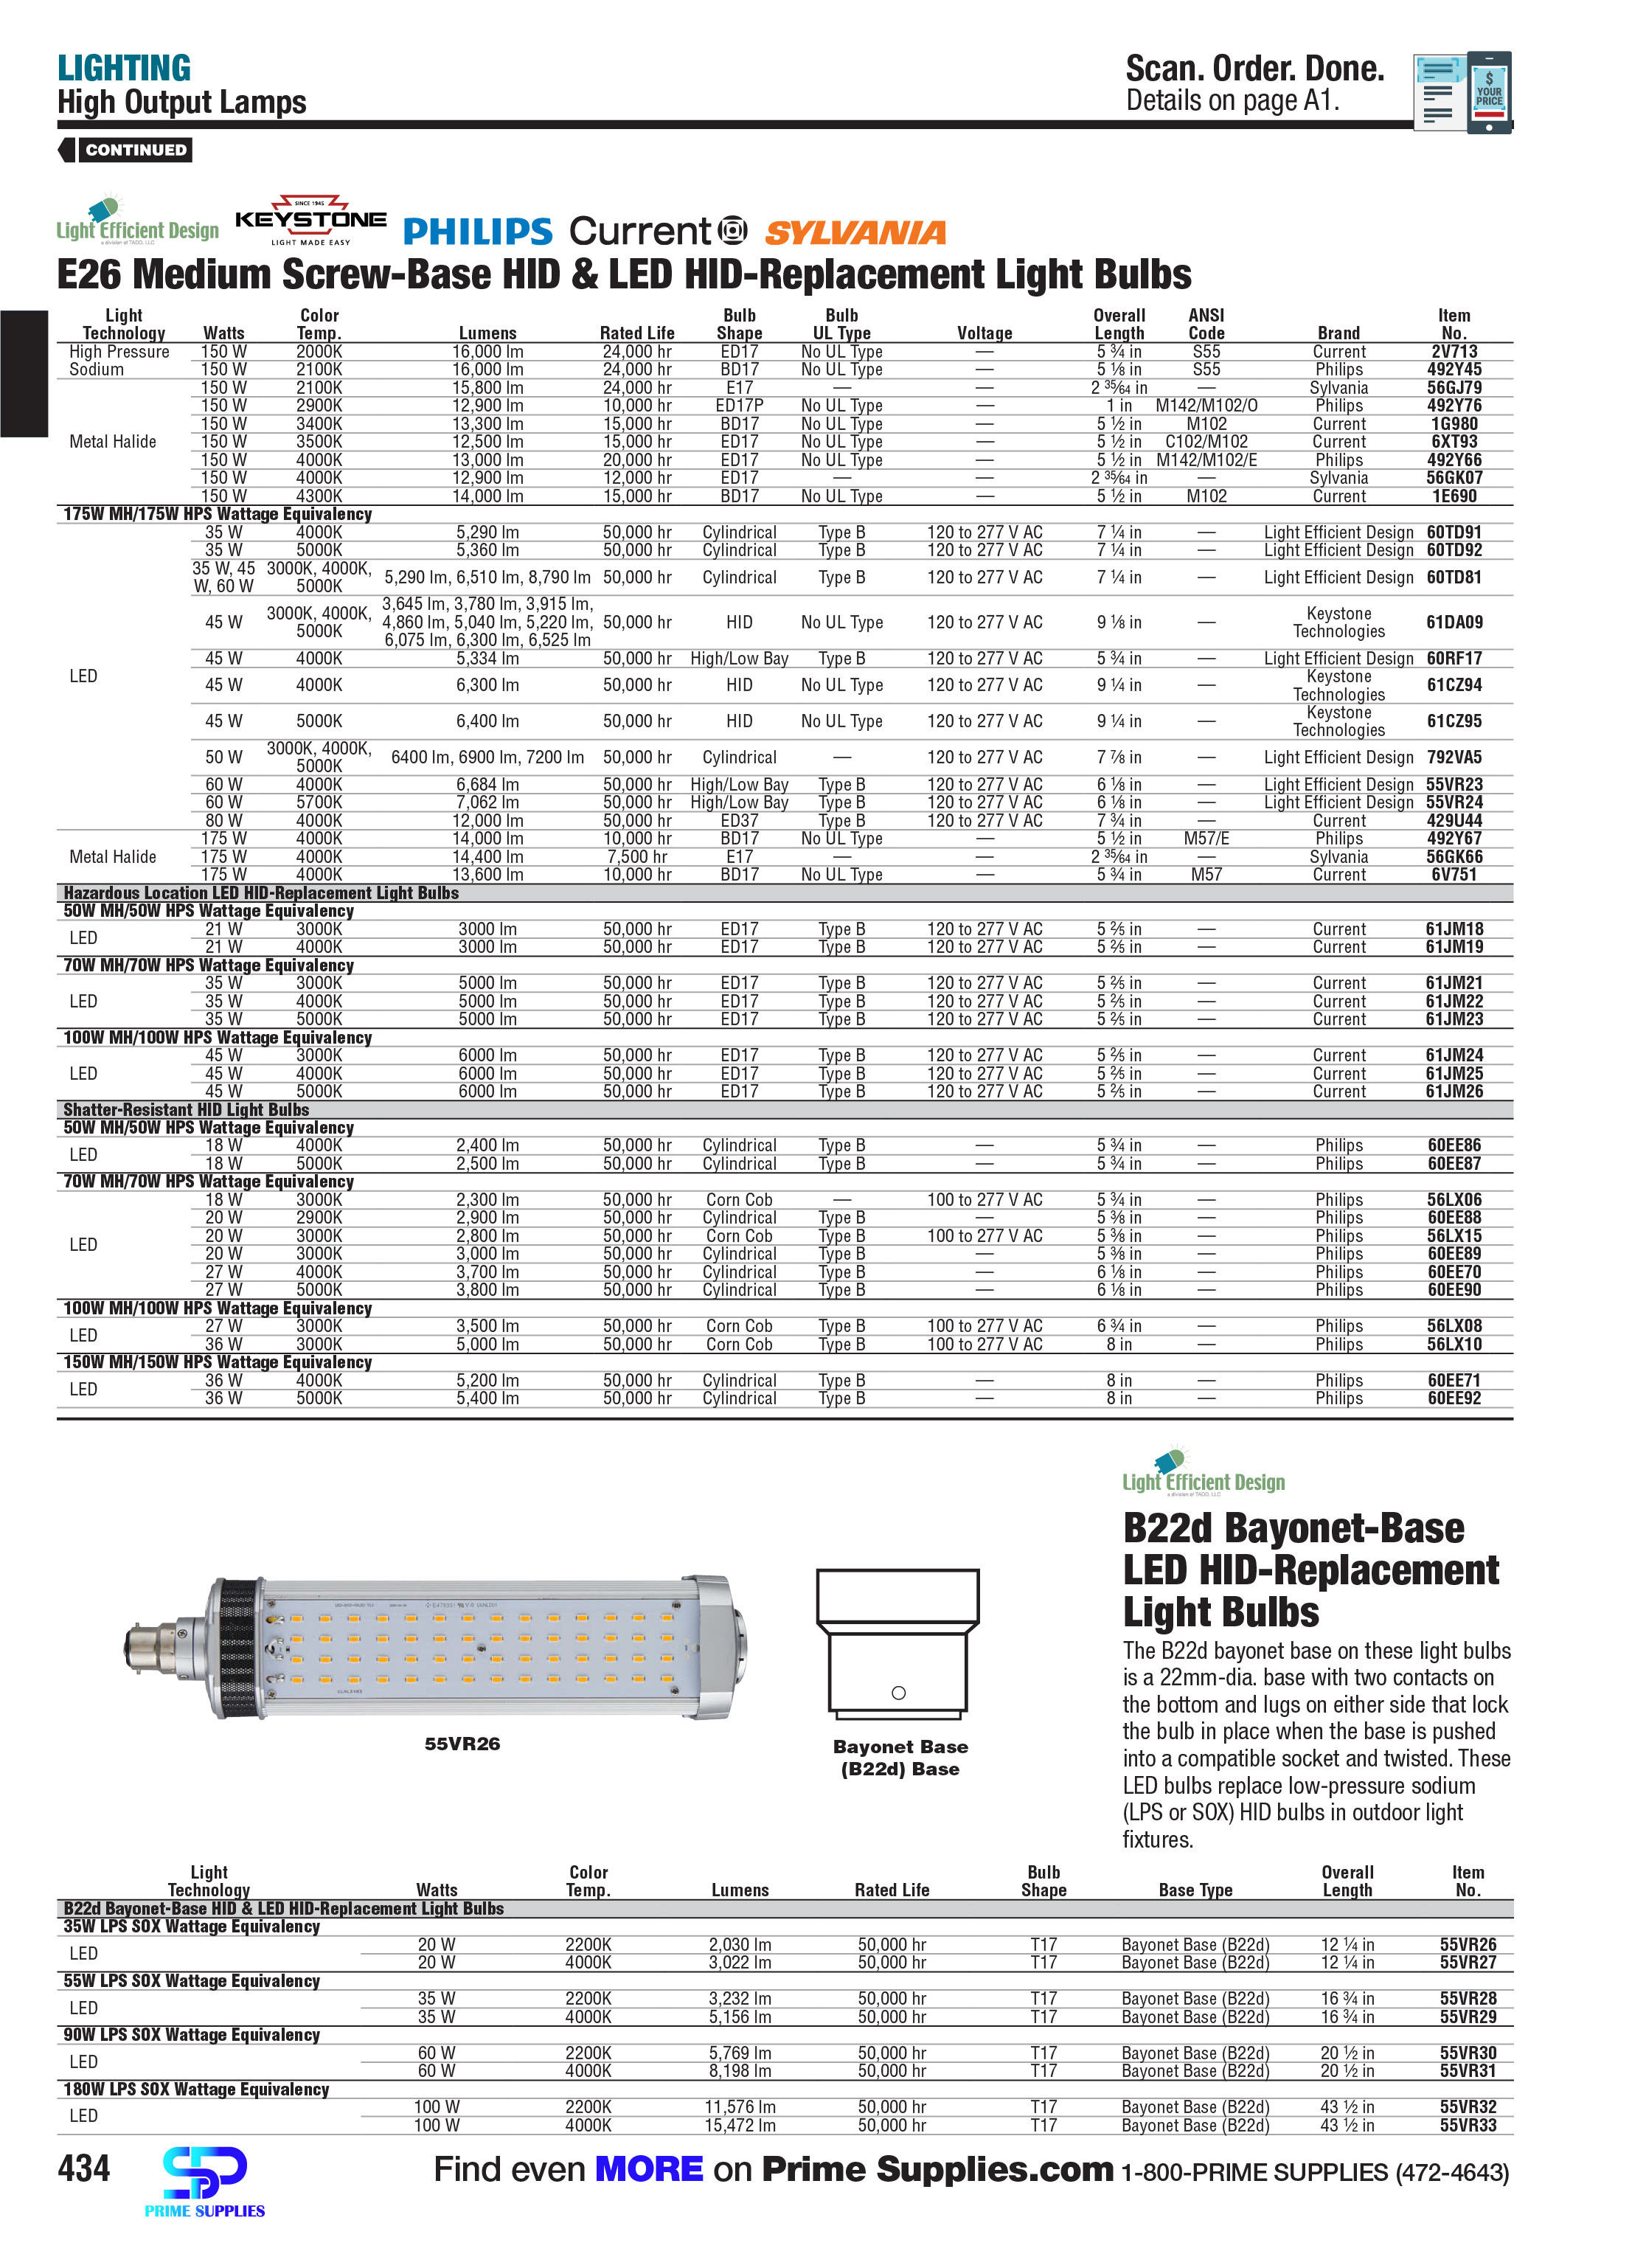 LIGHTING
High Output Lamps
Scan. Order. Done.
Details on page A1.
$
YOUR
PRICE
CONTINUED
Light Efficient Design
a division of TADD, LLC
SINCE 1945
KEYSTONE
LIGHT MADE EASY
PHILIPS
Current
SYLVANIA
E26 Medium Screw-Base HID & LED HID-Replacement Light Bulbs
Light Technology Watts Color Temp. Lumens Rated Life Bulb Shape Bulb UL Type Voltage Overall Length ANSI Code Brand Item No.
High Pressure Sodium
150 W 2000K 16,000 lm 24,000 hr ED17 No UL Type — 5 ¾ in S55 Current 2V713
150 W 2100K 16,000 lm 24,000 hr BD17 No UL Type — 5 ⅛ in S55 Philips 492Y45
Metal Halide
150 W 2100K 15,800 lm 24,000 hr E17 — — 2 35/64 in — Sylvania 56GJ79
150 W 2900K 12,900 lm 10,000 hr ED17P No UL Type — 1 in M142/M102/O Philips 492Y76
150 W 3400K 13,300 lm 15,000 hr BD17 No UL Type — 5 ½ in M102 Current 1G980
150 W 3500K 12,500 lm 15,000 hr ED17 No UL Type — 5 ½ in C102/M102 Current 6XT93
150 W 4000K 13,000 lm 20,000 hr ED17 No UL Type — 5 ½ in M142/M102/E Philips 492Y66
150 W 4000K 12,900 lm 12,000 hr ED17 — — 2 35/64 in — Sylvania 56GK07
150 W 4300K 14,000 lm 15,000 hr BD17 No UL Type — 5 ½ in M102 Current 1E690
175W MH/175W HPS Wattage Equivalency
LED
35 W 4000K 5,290 lm 50,000 hr Cylindrical Type B 120 to 277 V AC 7 ¼ in — Light Efficient Design 60TD91
35 W 5000K 5,360 lm 50,000 hr Cylindrical Type B 120 to 277 V AC 7 ¼ in — Light Efficient Design 60TD92
35 W, 45 W, 60 W 3000K, 4000K, 5000K 5,290 lm, 6,510 lm, 8,790 lm 50,000 hr Cylindrical Type B 120 to 277 V AC 7 ¼ in — Light Efficient Design 60TD81
45 W 3000K, 4000K, 5000K 3,645 lm, 3,780 lm, 3,915 lm, 4,860 lm, 5,040 lm, 5,220 lm, 6,075 lm, 6,300 lm, 6,525 lm 50,000 hr HID No UL Type 120 to 277 V AC 9 ⅛ in — Keystone Technologies 61DA09
45 W 4000K 5,334 lm 50,000 hr High/Low Bay Type B 120 to 277 V AC 5 ¾ in — Light Efficient Design 60RF17
45 W 4000K 6,300 lm 50,000 hr HID No UL Type 120 to 277 V AC 9 ¼ in — Keystone Technologies 61CZ94
45 W 5000K 6,400 lm 50,000 hr HID No UL Type 120 to 277 V AC 9 ¼ in — Keystone Technologies 61CZ95
50 W 3000K, 4000K, 5000K 6400 lm, 6900 lm, 7200 lm 50,000 hr Cylindrical — 120 to 277 V AC 7 ⅞ in — Light Efficient Design 792VA5
60 W 4000K 6,684 lm 50,000 hr High/Low Bay Type B 120 to 277 V AC 6 ⅛ in — Light Efficient Design 55VR23
60 W 5700K 7,062 lm 50,000 hr High/Low Bay Type B 120 to 277 V AC 6 ⅛ in — Light Efficient Design 55VR24
80 W 4000K 12,000 lm 50,000 hr ED37 Type B 120 to 277 V AC 7 ¾ in — Current 429U44
Metal Halide
175 W 4000K 14,000 lm 10,000 hr BD17 No UL Type — 5 ½ in M57/E Philips 492Y67
175 W 4000K 14,400 lm 7,500 hr E17 — — 2 35/64 in — Sylvania 56GK66
175 W 4000K 13,600 lm 10,000 hr BD17 No UL Type — 5 ¾ in M57 Current 6V751
Hazardous Location LED HID-Replacement Light Bulbs
50W MH/50W HPS Wattage Equivalency
LED
21 W 3000K 3000 lm 50,000 hr ED17 Type B 120 to 277 V AC 5 ⅖ in — Current 61JM18
21 W 4000K 3000 lm 50,000 hr ED17 Type B 120 to 277 V AC 5 ⅖ in — Current 61JM19
70W MH/70W HPS Wattage Equivalency
LED
35 W 3000K 5000 lm 50,000 hr ED17 Type B 120 to 277 V AC 5 ⅖ in — Current 61JM21
35 W 4000K 5000 lm 50,000 hr ED17 Type B 120 to 277 V AC 5 ⅖ in — Current 61JM22
35 W 5000K 5000 lm 50,000 hr ED17 Type B 120 to 277 V AC 5 ⅖ in — Current 61JM23
100W MH/100W HPS Wattage Equivalency
LED
45 W 3000K 6000 lm 50,000 hr ED17 Type B 120 to 277 V AC 5 ⅖ in — Current 61JM24
45 W 4000K 6000 lm 50,000 hr ED17 Type B 120 to 277 V AC 5 ⅖ in — Current 61JM25
45 W 5000K 6000 lm 50,000 hr ED17 Type B 120 to 277 V AC 5 ⅖ in — Current 61JM26
Shatter-Resistant HID Light Bulbs
50W MH/50W HPS Wattage Equivalency
LED
18 W 4000K 2,400 lm 50,000 hr Cylindrical Type B — 5 ¾ in — Philips 60EE86
18 W 5000K 2,500 lm 50,000 hr Cylindrical Type B — 5 ¾ in — Philips 60EE87
70W MH/70W HPS Wattage Equivalency
LED
18 W 3000K 2,300 lm 50,000 hr Corn Cob — 100 to 277 V AC 5 ¾ in — Philips 56LX06
20 W 2900K 2,900 lm 50,000 hr Cylindrical Type B — 5 ⅜ in — Philips 60EE88
20 W 3000K 2,800 lm 50,000 hr Corn Cob Type B 100 to 277 V AC 5 ⅜ in — Philips 56LX15
20 W 3000K 3,000 lm 50,000 hr Cylindrical Type B — 5 ⅜ in — Philips 60EE89
27 W 4000K 3,700 lm 50,000 hr Cylindrical Type B — 6 ⅛ in — Philips 60EE70
27 W 5000K 3,800 lm 50,000 hr Cylindrical Type B — 6 ⅛ in — Philips 60EE90
100W MH/100W HPS Wattage Equivalency
LED
27 W 3000K 3,500 lm 50,000 hr Corn Cob Type B 100 to 277 V AC 6 ¾ in — Philips 56LX08
36 W 3000K 5,000 lm 50,000 hr Corn Cob Type B 100 to 277 V AC 8 in — Philips 56LX10
150W MH/150W HPS Wattage Equivalency
LED
36 W 4000K 5,200 lm 50,000 hr Cylindrical Type B — 8 in — Philips 60EE71
36 W 5000K 5,400 lm 50,000 hr Cylindrical Type B — 8 in — Philips 60EE92
55VR26
Bayonet Base
(B22d) Base
Light Efficient Design
a division of TADD, LLC
B22d Bayonet-Base
LED HID-Replacement
Light Bulbs
The B22d bayonet base on these light bulbs
is a 22mm-dia. base with two contacts on
the bottom and lugs on either side that lock
the bulb in place when the base is pushed
into a compatible socket and twisted. These
LED bulbs replace low-pressure sodium
(LPS or SOX) HID bulbs in outdoor light
fixtures.
Light Technology Watts Color Temp. Lumens Rated Life Bulb Shape Base Type Overall Length Item No.
B22d Bayonet-Base HID & LED HID-Replacement Light Bulbs
35W LPS SOX Wattage Equivalency
LED
20 W 2200K 2,030 lm 50,000 hr T17 Bayonet Base (B22d) 12 ¼ in 55VR26
20 W 4000K 3,022 lm 50,000 hr T17 Bayonet Base (B22d) 12 ¼ in 55VR27
55W LPS SOX Wattage Equivalency
LED
35 W 2200K 3,232 lm 50,000 hr T17 Bayonet Base (B22d) 16 ¾ in 55VR28
35 W 4000K 5,156 lm 50,000 hr T17 Bayonet Base (B22d) 16 ¾ in 55VR29
90W LPS SOX Wattage Equivalency
LED
60 W 2200K 5,769 lm 50,000 hr T17 Bayonet Base (B22d) 20 ½ in 55VR30
60 W 4000K 8,198 lm 50,000 hr T17 Bayonet Base (B22d) 20 ½ in 55VR31
180W LPS SOX Wattage Equivalency
LED
100 W 2200K 11,576 lm 50,000 hr T17 Bayonet Base (B22d) 43 ½ in 55VR32
100 W 4000K 15,472 lm 50,000 hr T17 Bayonet Base (B22d) 43 ½ in 55VR33
434
PRIME SUPPLIES
Find even MORE on Prime Supplies.com 1-800-PRIME SUPPLIES (472-4643)